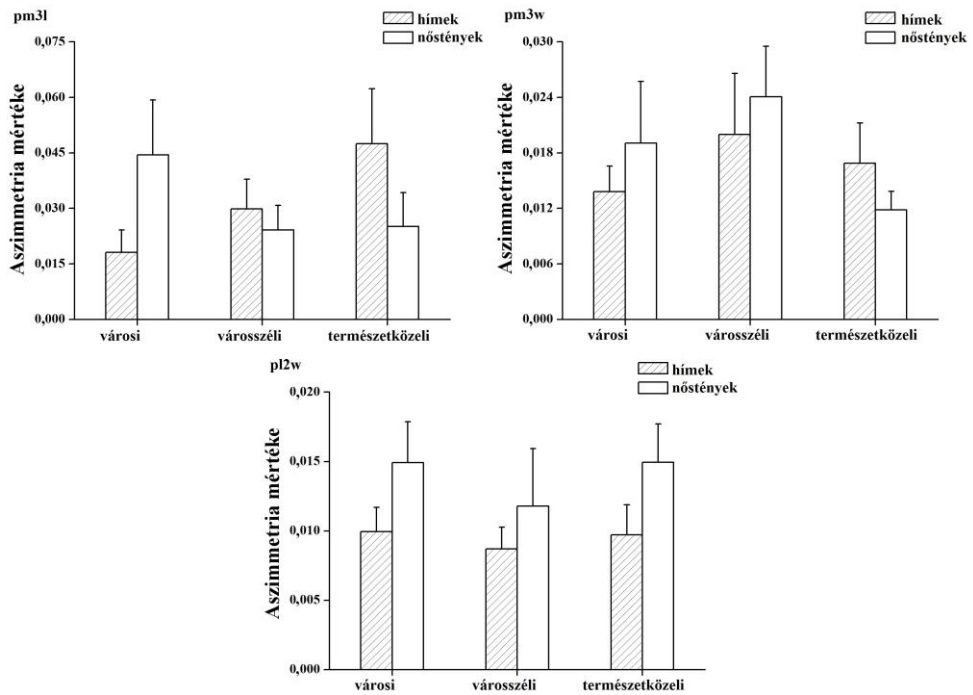 pm3l
hímek
nőstények
0,075
0,060
0,045
0,030
0,015
0,000
Aszimmetria mértéke
városi
városszéli
természetközeli
pm3w
hímek
nőstények
0,030
0,024
0,018
0,012
0,006
0,000
Aszimmetria mértéke
városi
városszéli
természetközeli
pl2w
hímek
nőstények
0,020
0,015
0,010
0,005
0,000
Aszimmetria mértéke
városi
városszéli
természetközeli